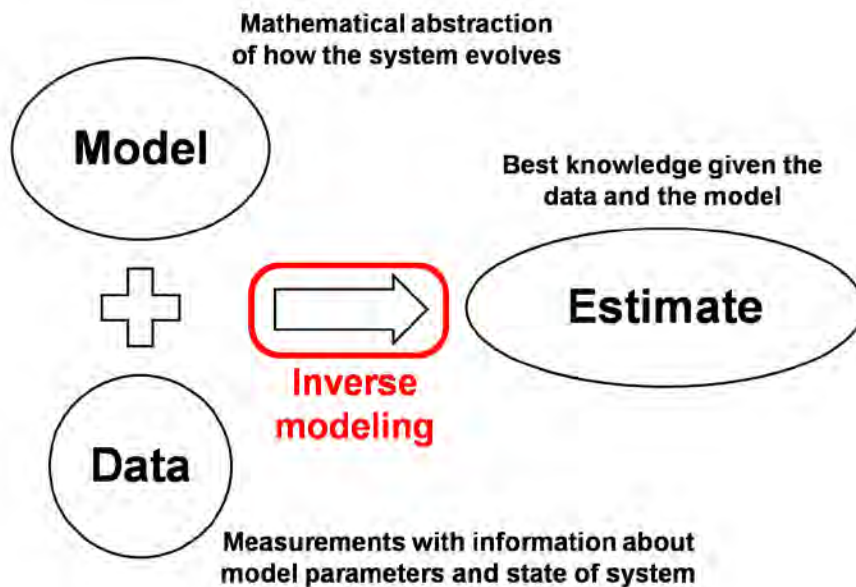 Mathematical abstraction
of how the system evolves
Model
Best knowledge given the
data and the model
Estimate
Inverse
modeling
Data
Measurements with information about
model parameters and state of system